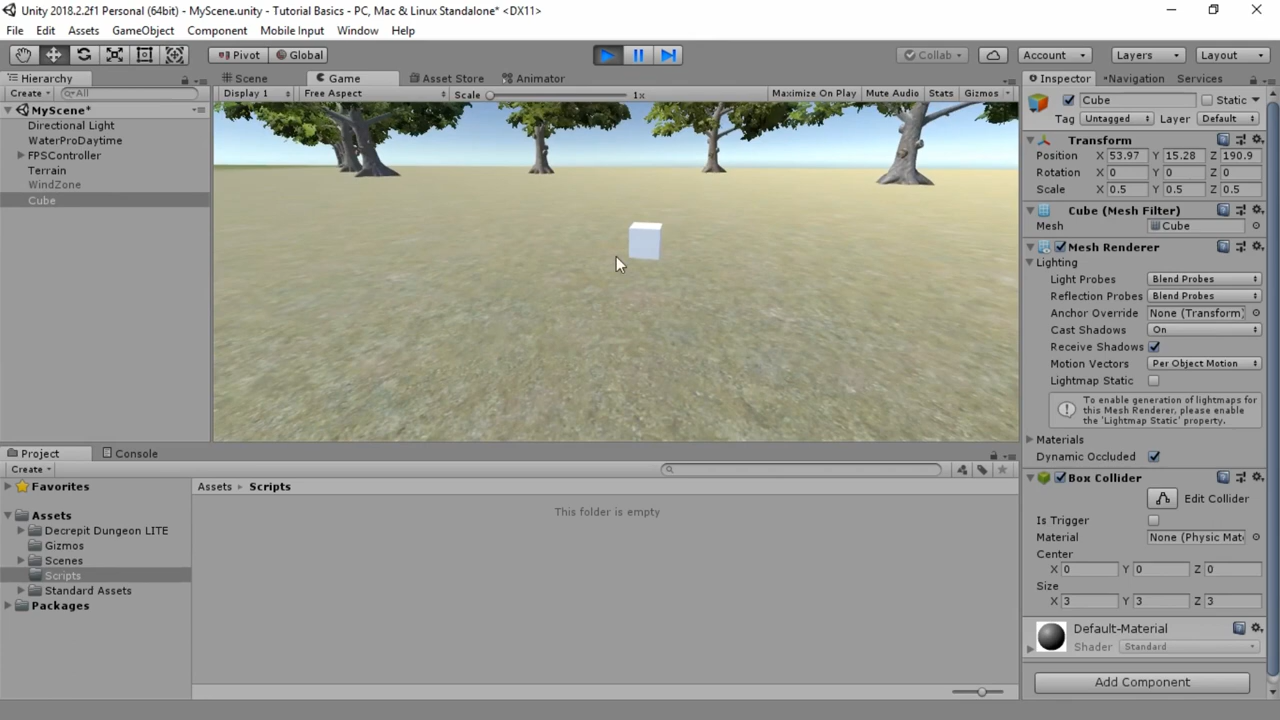 Unity 2018.2.2f1 Personal (64bit) - MyScene.unity - Tutorial Basics - PC, Mac & Linux Standalone* <DX11>
File Edit Assets GameObject Component Mobile Input Window Help
Pivot Global Collab Account Layers Layout
Hierarchy
Create All
MyScene*
Directional Light
WaterProDaytime
FPSController
Terrain
WindZone
Cube
Scene Game Asset Store Animator
Display 1 Free Aspect Scale 1x Maximize On Play Mute Audio Stats Gizmos
Project Console
Create
Favorites
Assets
Decrepit Dungeon LITE
Gizmos
Scenes
Scripts
Standard Assets
Packages
Assets Scripts
This folder is empty
Inspector Navigation Services
Cube Static
Tag Untagged Layer Default
Transform
Position X 53.97 Y 15.28 Z 190.9
Rotation X 0 Y 0 Z 0
Scale X 0.5 Y 0.5 Z 0.5
Cube (Mesh Filter)
Mesh Cube
Mesh Renderer
Lighting
Light Probes Blend Probes
Reflection Probes Blend Probes
Anchor Override None (Transform)
Cast Shadows On
Receive Shadows
Motion Vectors Per Object Motion
Lightmap Static
To enable generation of lightmaps for
this Mesh Renderer, please enable
the 'Lightmap Static' property.
Materials
Dynamic Occluded
Box Collider
Edit Collider
Is Trigger
Material None (Physic Mat
Center
X 0 Y 0 Z 0
Size
X 3 Y 3 Z 3
Default-Material
Shader Standard
Add Component